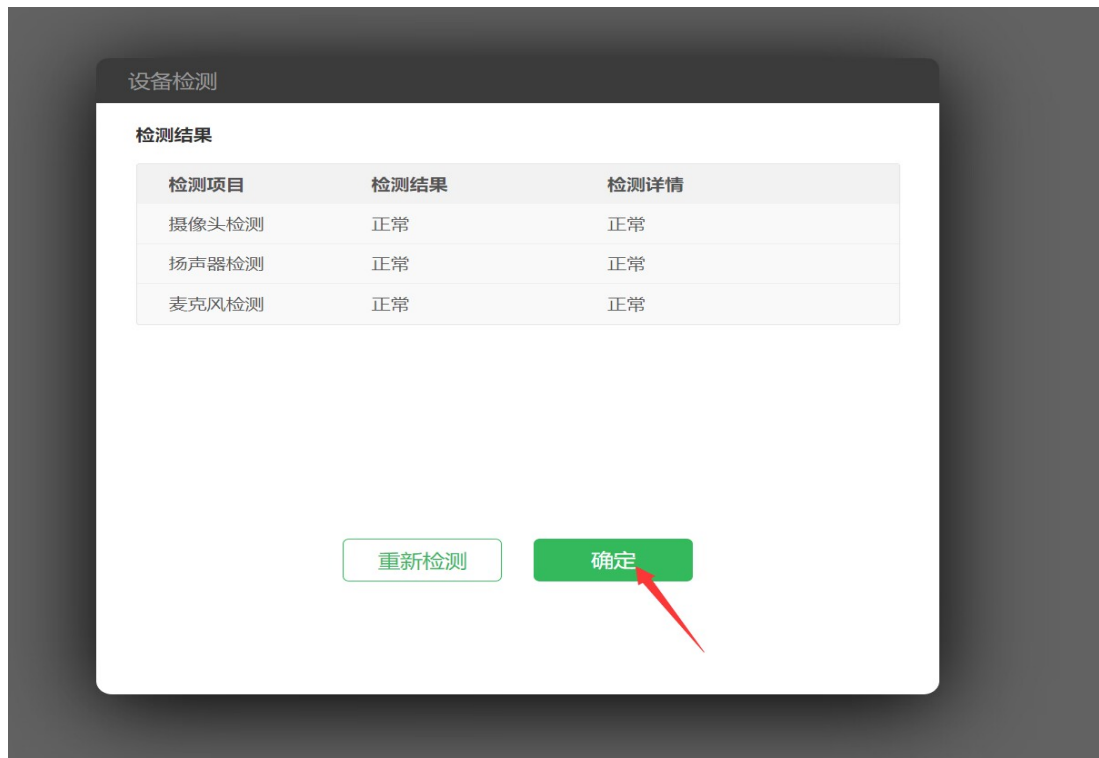 设备检测
检测结果
检测项目 检测结果 检测详情
摄像头检测 正常 正常
扬声器检测 正常 正常
麦克风检测 正常 正常
重新检测 确定